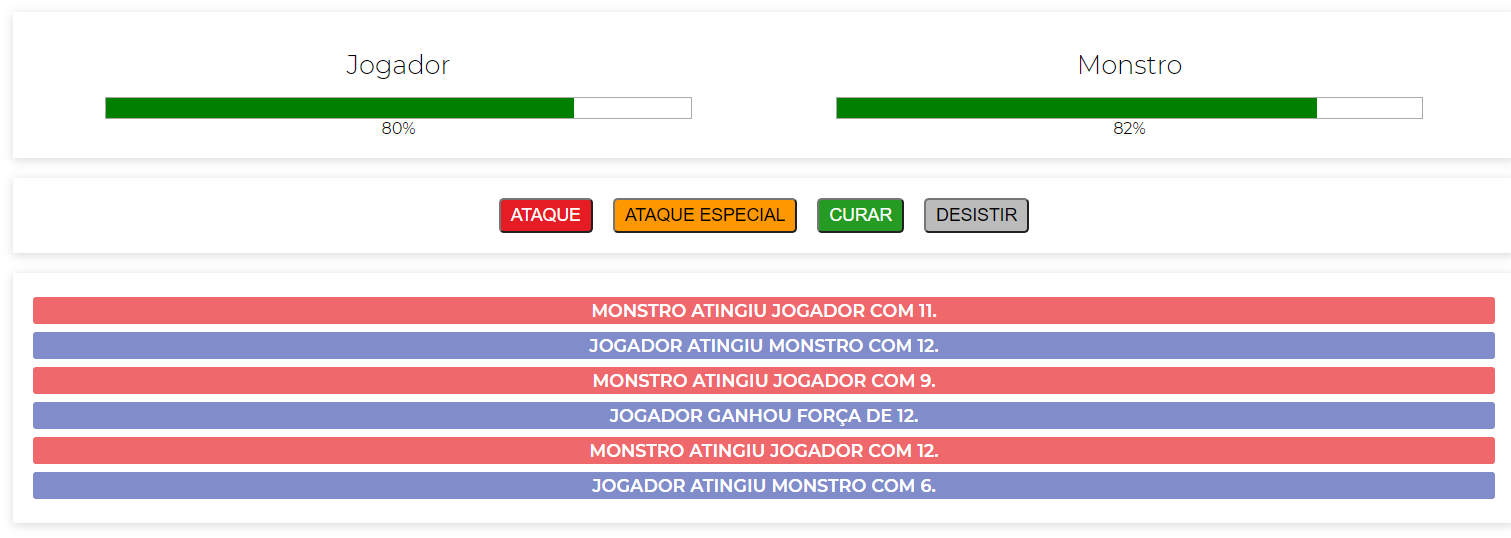 Jogador
Monstro
80%
82%
ATAQUE
ATAQUE ESPECIAL
CURAR
DESISTIR
MONSTRO ATINGIU JOGADOR COM 11.
JOGADOR ATINGIU MONSTRO COM 12.
MONSTRO ATINGIU JOGADOR COM 9.
JOGADOR GANHOU FORÇA DE 12.
MONSTRO ATINGIU JOGADOR COM 12.
JOGADOR ATINGIU MONSTRO COM 6.